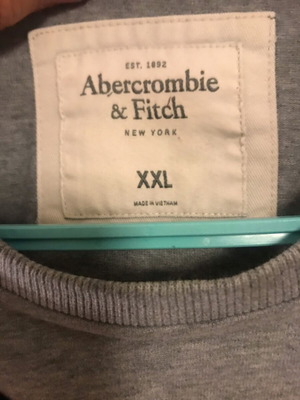 EST. 1892
Abercrombie
& Fitch
NEW YORK
XXL
MADE IN VIETNAM